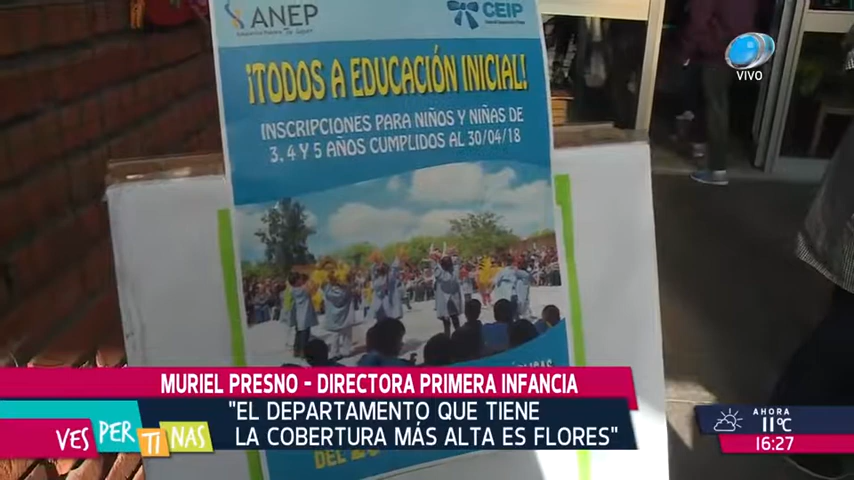 ANEP
CEIP
VIVO
¡TODOS A EDUCACIÓN INICIAL!
INSCRIPCIONES PARA NIÑOS Y NIÑAS DE
3, 4 Y 5 AÑOS CUMPLIDOS AL 30/04/18
MURIEL PRESNO - DIRECTORA PRIMERA INFANCIA
"EL DEPARTAMENTO QUE TIENE
LA COBERTURA MÁS ALTA ES FLORES"
VESPERTINAS
AHORA
11°C
16:27
DEL